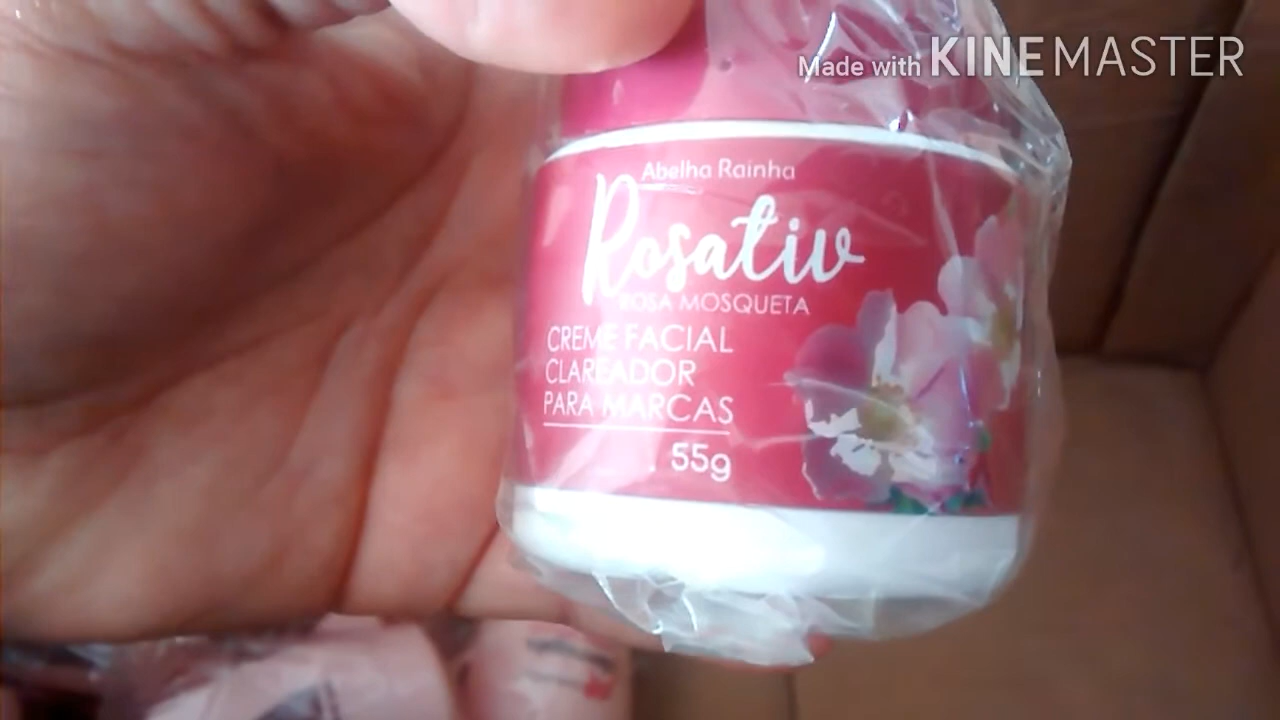 Made with KINEMASTER
Abelha Rainha
Rosativ
ROSA MOSQUETA
CREME FACIAL
CLAREADOR
PARA MARCAS
55g